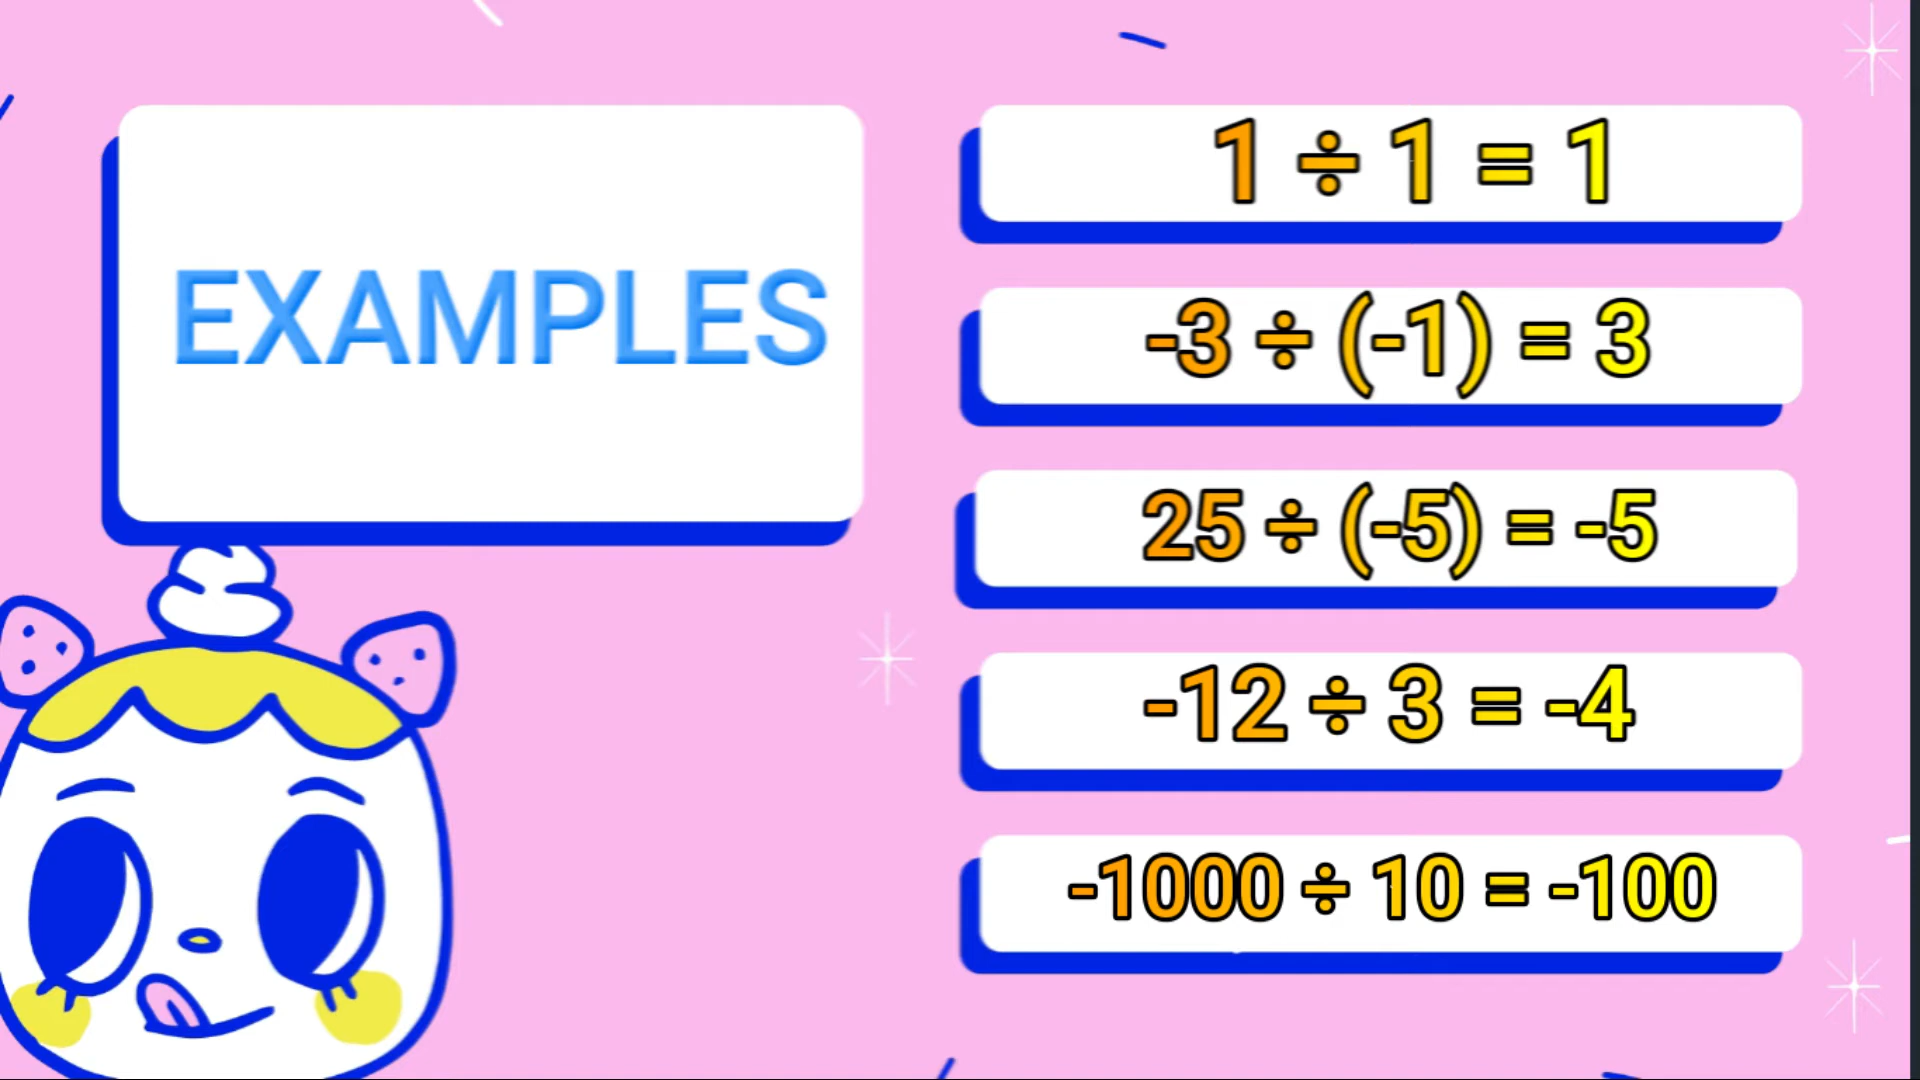 EXAMPLES
1 ÷ 1 = 1
-3 ÷ (-1) = 3
25 ÷ (-5) = -5
-12 ÷ 3 = -4
-1000 ÷ 10 = -100